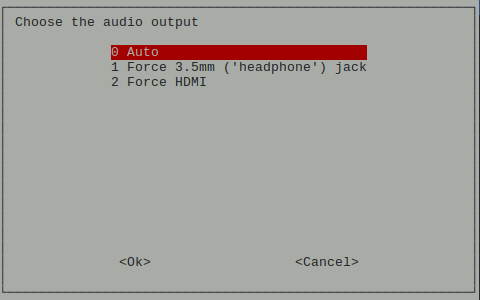 Choose the audio output
0 Auto
1 Force 3.5mm ('headphone') jack
2 Force HDMI
<Ok> <Cancel>